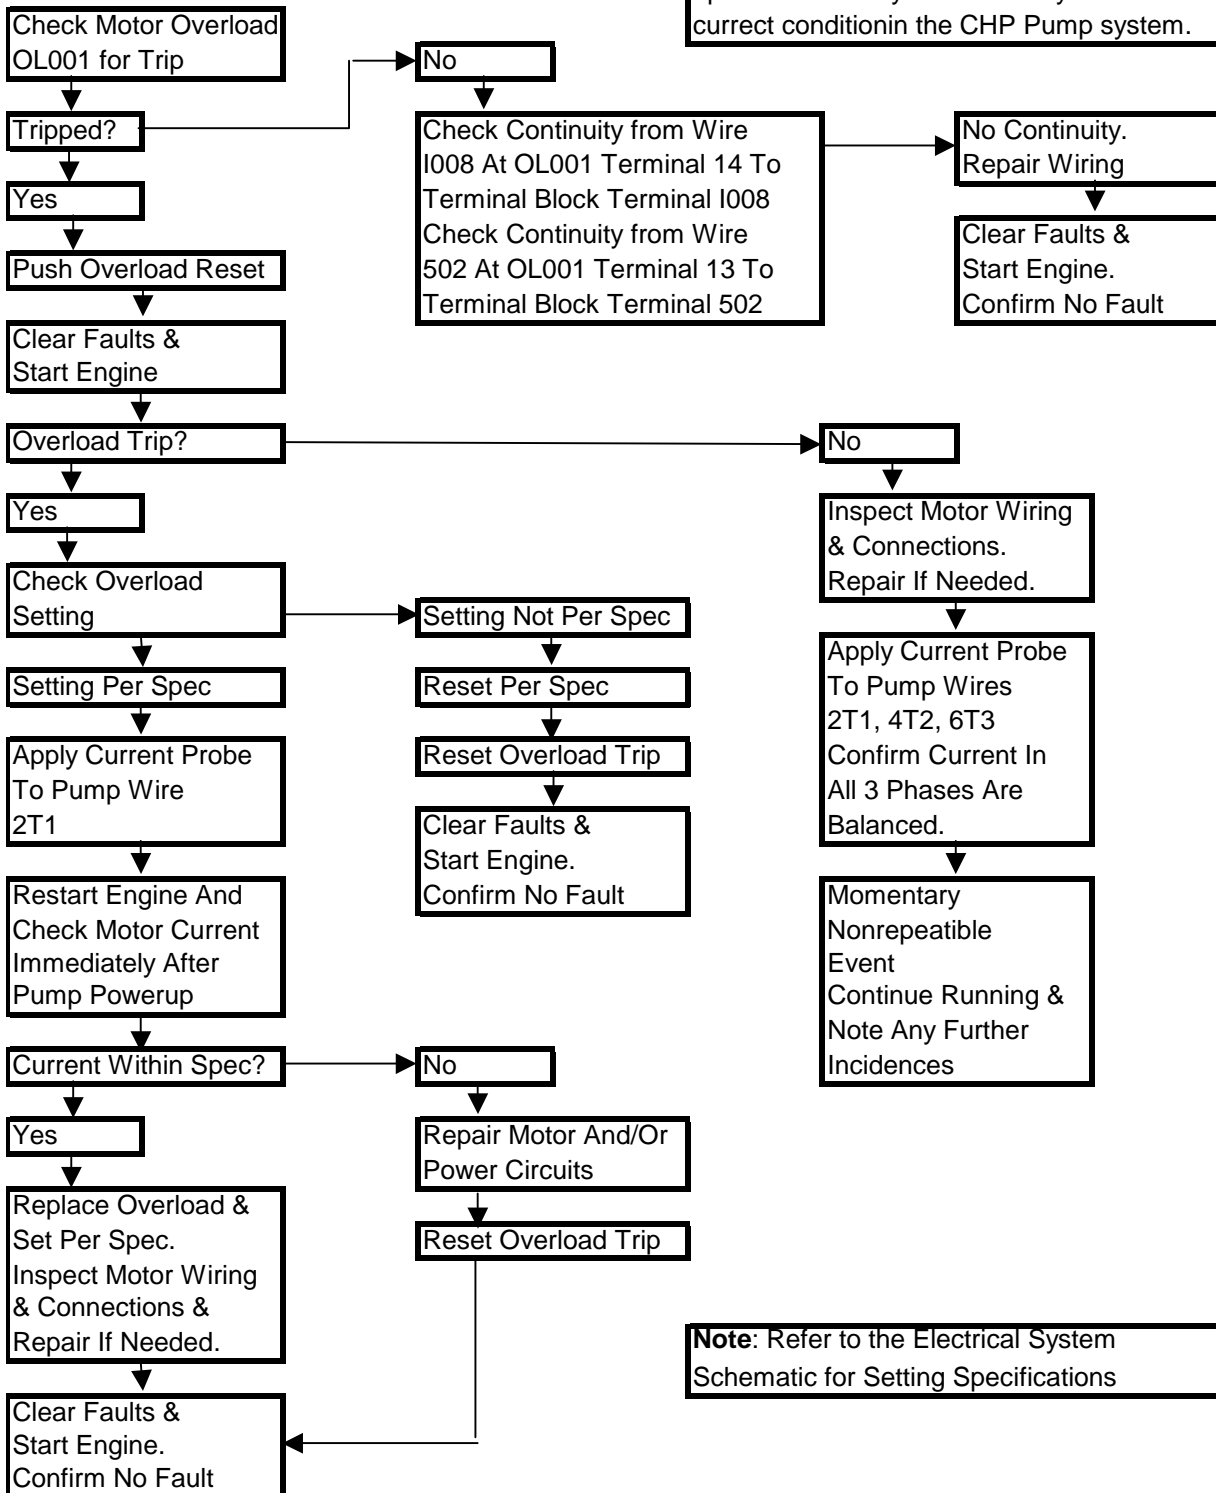 currect conditionin the CHP Pump system.
Check Motor Overload
OL001 for Trip
No
Tripped?
Check Continuity from Wire
I008 At OL001 Terminal 14 To
Terminal Block Terminal I008
Check Continuity from Wire
502 At OL001 Terminal 13 To
Terminal Block Terminal 502
No Continuity.
Repair Wiring
Yes
Clear Faults &
Start Engine.
Confirm No Fault
Push Overload Reset
Clear Faults &
Start Engine
Overload Trip?
No
Yes
Inspect Motor Wiring
& Connections.
Repair If Needed.
Check Overload
Setting
Setting Not Per Spec
Apply Current Probe
To Pump Wires
2T1, 4T2, 6T3
Confirm Current In
All 3 Phases Are
Balanced.
Setting Per Spec
Reset Per Spec
Apply Current Probe
To Pump Wire
2T1
Reset Overload Trip
Clear Faults &
Start Engine.
Confirm No Fault
Restart Engine And
Check Motor Current
Immediately After
Pump Powerup
Momentary
Nonrepeatible
Event
Continue Running &
Note Any Further
Incidences
Current Within Spec?
No
Yes
Repair Motor And/Or
Power Circuits
Replace Overload &
Set Per Spec.
Inspect Motor Wiring
& Connections &
Repair If Needed.
Reset Overload Trip
Note: Refer to the Electrical System
Schematic for Setting Specifications
Clear Faults &
Start Engine.
Confirm No Fault